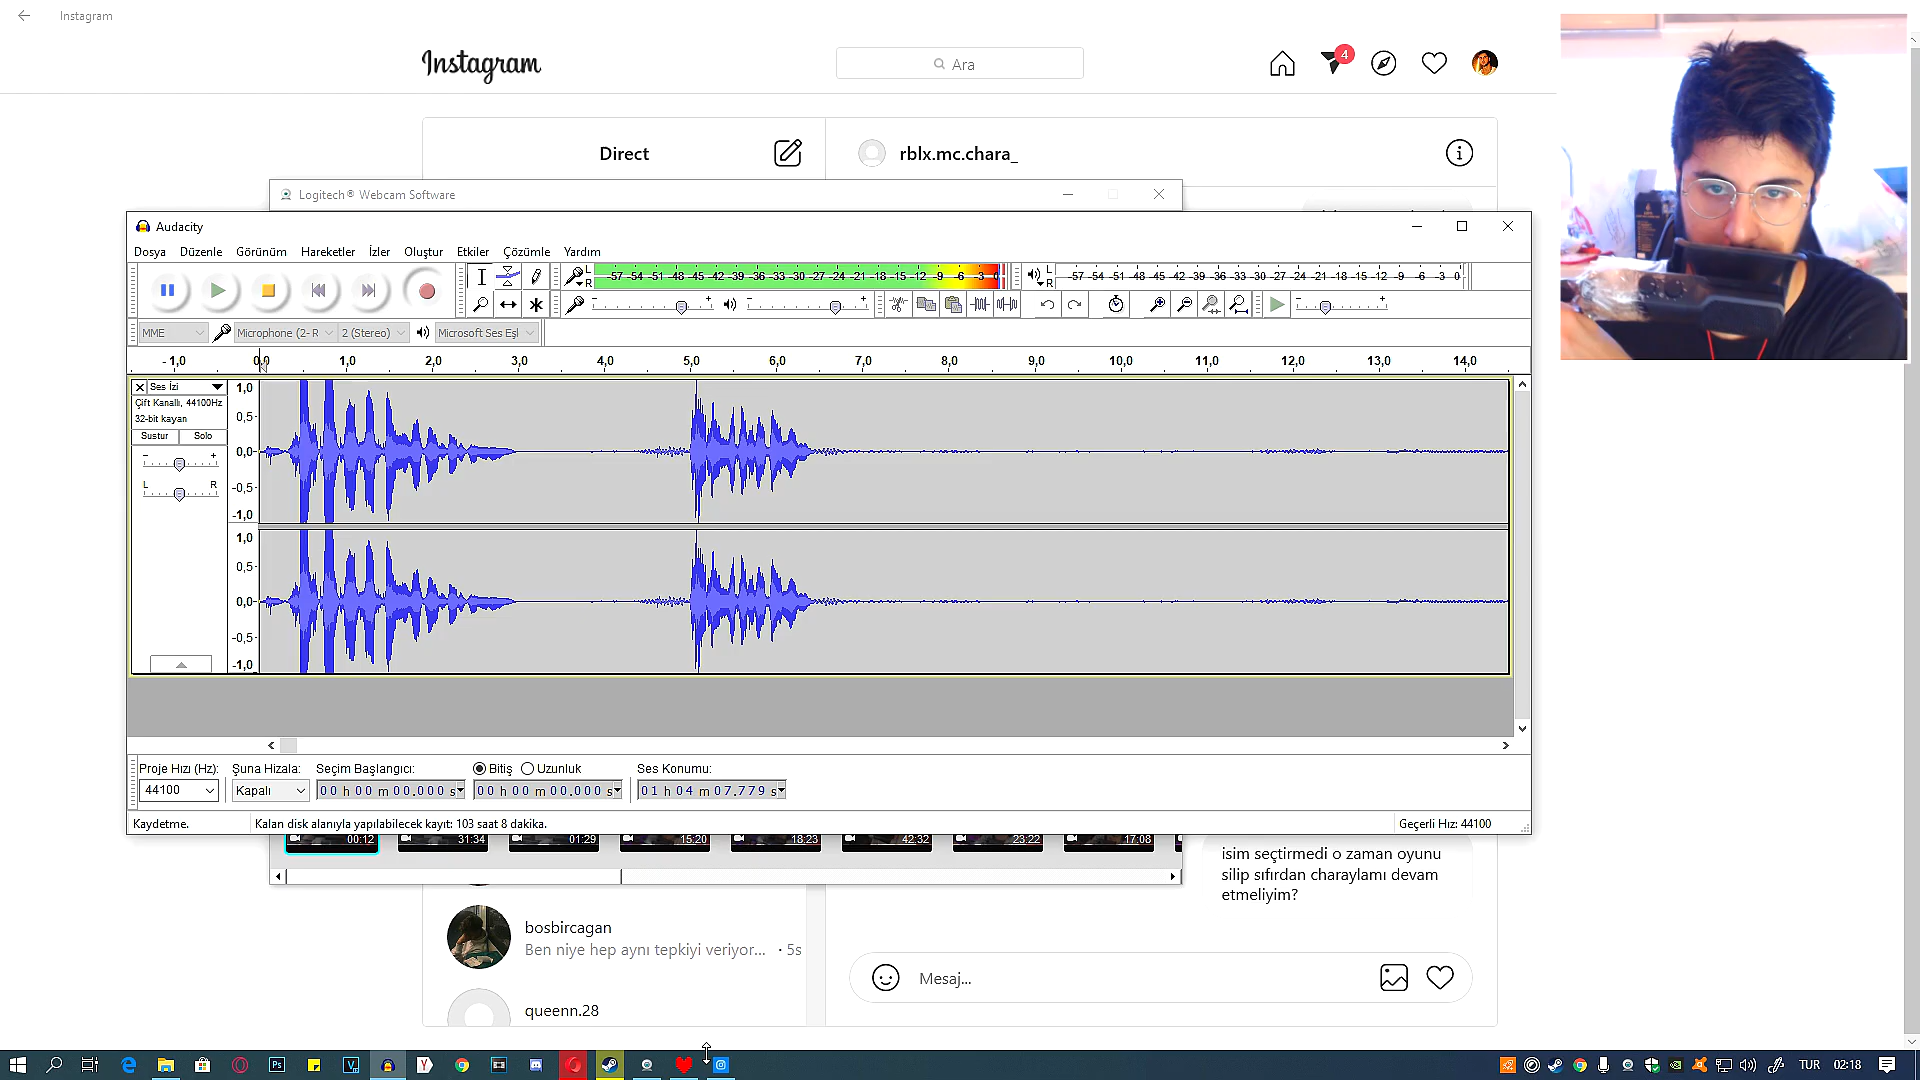 Instagram
Instagram
Ara
4
Direct
rblx.mc.chara_
Logitech® Webcam Software
Audacity
Dosya Düzenle Görünüm Hareketler İzler Oluştur Etkiler Çözümle Yardım
L R -57 -54 -51 -48 -45 -42 -39 -36 -33 -30 -27 -24 -21 -18 -15 -12 -9 -6 -3 0
L R -57 -54 -51 -48 -45 -42 -39 -36 -33 -30 -27 -24 -21 -18 -15 -12 -9 -6 -3 0
MME Microphone (2- R 2 (Stereo) Microsoft Ses Eşl
- 1,0 0,0 1,0 2,0 3,0 4,0 5,0 6,0 7,0 8,0 9,0 10,0 11,0 12,0 13,0 14,0
Ses İzi
Çift Kanallı, 44100Hz
32-bit kayan
Sustur Solo
- +
L R
1,0
0,5
0,0
-0,5
-1,0
1,0
0,5
0,0
-0,5
-1,0
Proje Hızı (Hz): Şuna Hizala: Seçim Başlangıcı: Bitiş Uzunluk Ses Konumu:
44100 Kapalı 00 h 00 m 00.000 s 00 h 00 m 00.000 s 01 h 04 m 07.779 s
Kaydetme. Kalan disk alanıyla yapılabilecek kayıt: 103 saat 8 dakika. Geçerli Hız: 44100
00:12 31:34 01:29 15:20 18:23 42:32 23:22 17:08
isim seçtirmedi o zaman oyunu
silip sıfırdan charaylamı devam
etmeliyim?
bosbircagan
Ben niye hep aynı tepkiyi veriyor... · 5s
Mesaj...
queenn.28
TUR 02:18